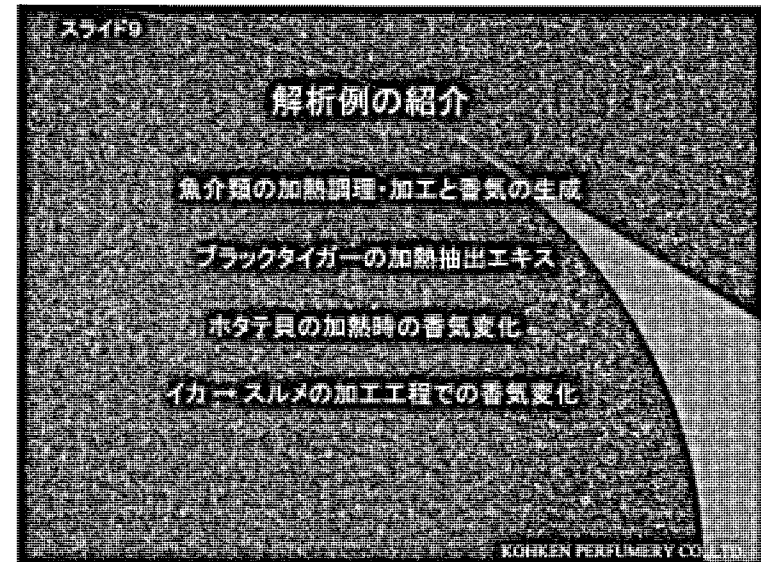 スライド9
解析例の紹介
魚介類の加熱調理・加工と香気の生成
ブラックタイガーの加熱抽出エキス
ホタテ貝の加熱時の香気変化
イカ→スルメの加工工程での香気変化
KOHKEN PERFUMERY CO.,LTD.